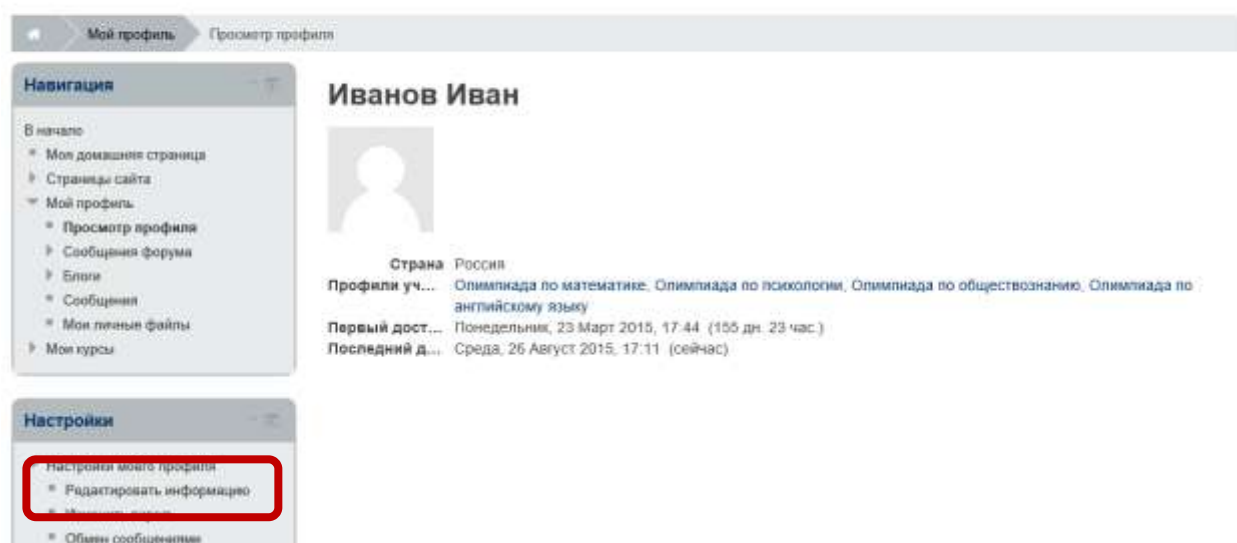 Мой профиль Просмотр профиля
Навигация
В начало
Моя домашняя страница
Страницы сайта
Мой профиль
Просмотр профиля
Сообщения форума
Блоги
Сообщения
Мои личные файлы
Мои курсы
Настройки
Настройки моего профиля
Редактировать информацию
Изменить пароль
Обмен сообщениями
Иванов Иван
Страна Россия
Профили уч... Олимпиада по математике, Олимпиада по психологии, Олимпиада по обществознанию, Олимпиада по
английскому языку
Первый дост... Понедельник, 23 Март 2015, 17:44 (155 дн. 23 час.)
Последний д... Среда, 26 Август 2015, 17:11 (сейчас)